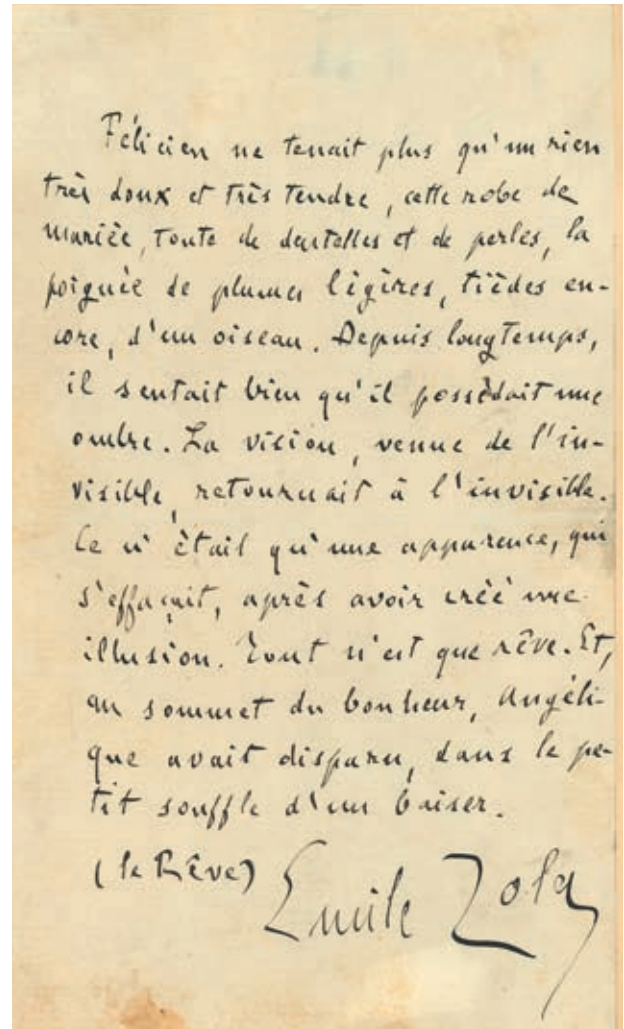 Félicien ne tenait plus qu'un rien
très doux et très tendre, cette robe de
mariée, toute de dentelles et de perles, la
poignée de plumes légères, tièdes en-
core, d'un oiseau. Depuis longtemps,
il sentait bien qu'il possédait une
ombre. La vision, venue de l'in-
visible, retournait à l'invisible.
Ce n'était qu'une apparence, qui
s'effaçait, après avoir créé une
illusion. Tout n'est que rêve. Et,
au sommet du bonheur, Angéli-
que avait disparu, dans le pe-
tit souffle d'un baiser.
(le Rêve) Emile Zola